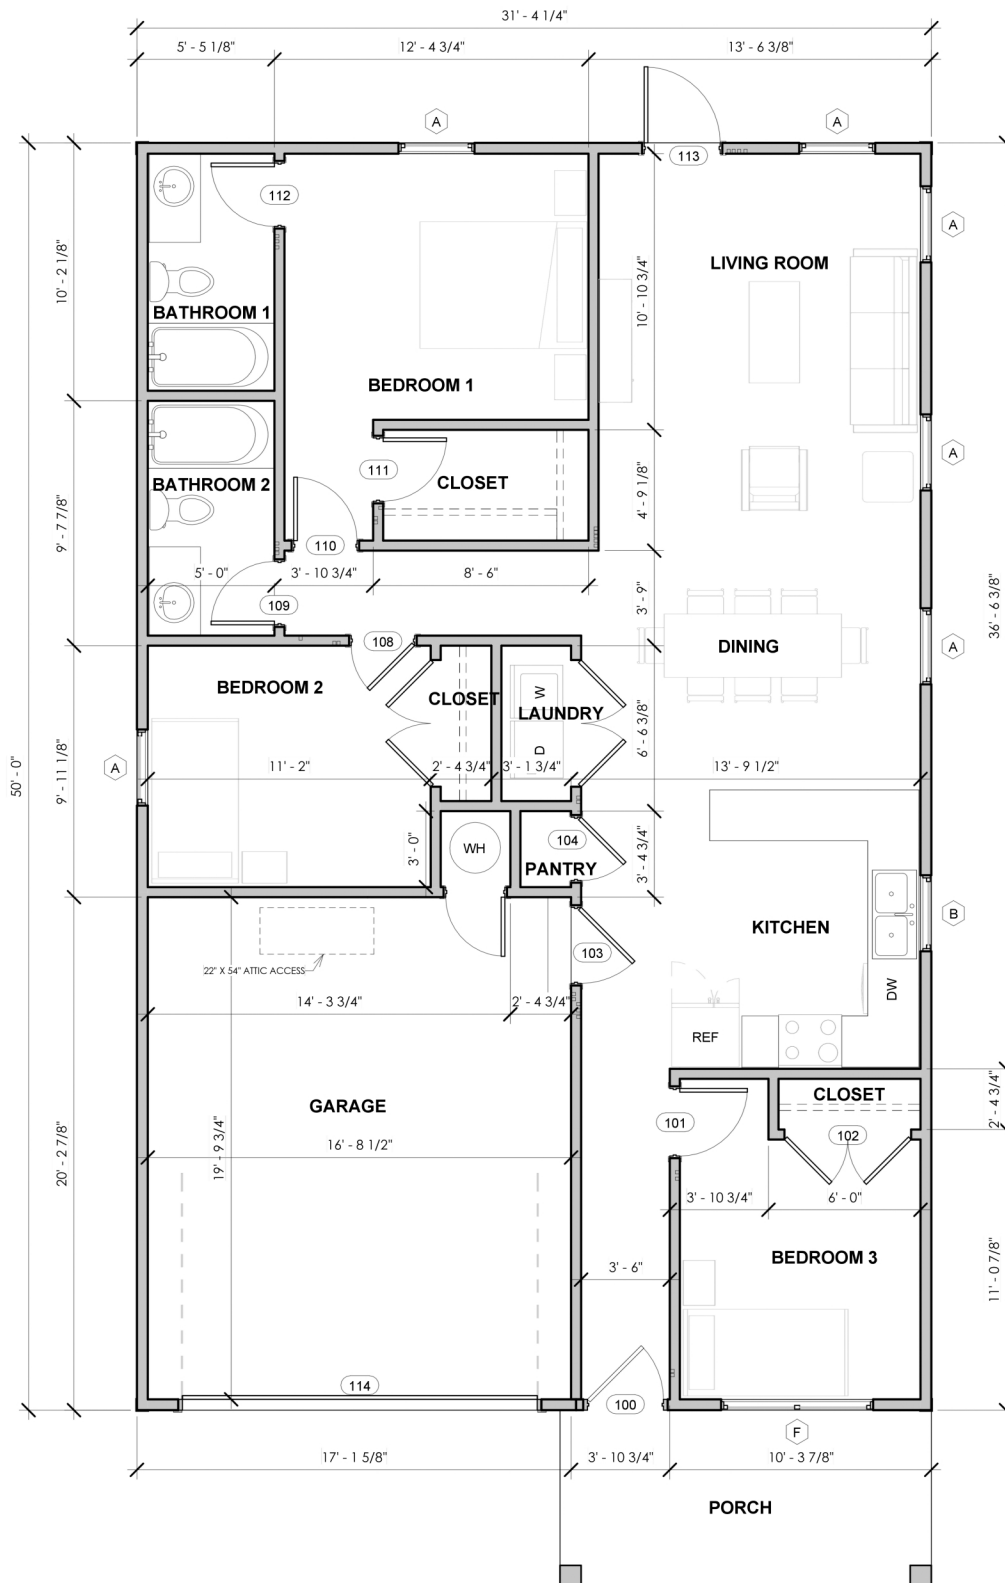 31' - 4 1/4"
5' - 5 1/8"
12' - 4 3/4"
13' - 6 3/8"
A
A
113
112
A
LIVING ROOM
10' - 2 1/8"
10' - 10 3/4"
BATHROOM 1
BEDROOM 1
A
111
CLOSET
BATHROOM 2
4' - 9 1/8"
9' - 7 7/8"
110
5' - 0"
3' - 10 3/4"
8' - 6"
109
3' - 9"
36' - 6 3/8"
108
DINING
A
BEDROOM 2
CLOSET
W
LAUNDRY
6' - 6 3/8"
D
50' - 0"
9' - 11 1/8"
A
11' - 2"
2' - 4 3/4"
3' - 1 3/4"
13' - 9 1/2"
3' - 0"
WH
104
PANTRY
3' - 4 3/4"
B
KITCHEN
103
22" X 54" ATTIC ACCESS
DW
14' - 3 3/4"
2' - 4 3/4"
REF
CLOSET
2' - 4 3/4"
GARAGE
101
102
16' - 8 1/2"
19' - 9 3/4"
20' - 2 7/8"
3' - 10 3/4"
6' - 0"
BEDROOM 3
3' - 6"
11' - 0 7/8"
114
100
F
17' - 1 5/8"
3' - 10 3/4"
10' - 3 7/8"
PORCH